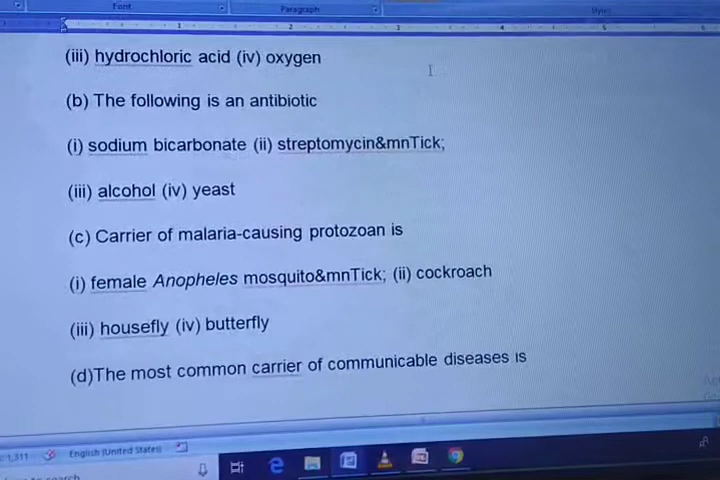 Font
Paragraph
(iii) hydrochloric acid (iv) oxygen
(b) The following is an antibiotic
(i) sodium bicarbonate (ii) streptomycin&mnTick;
(iii) alcohol (iv) yeast
(c) Carrier of malaria-causing protozoan is
(i) female Anopheles mosquito&mnTick; (ii) cockroach
(iii) housefly (iv) butterfly
(d)The most common carrier of communicable diseases is
English (United States)